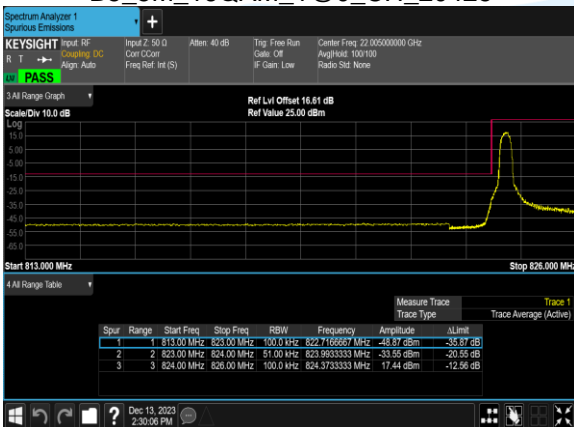 Spectrum Analyzer 1
Spurious Emissions
KEYSIGHT
R T
LW PASS
Input: RF
Coupling: DC
Align: Auto
Input Z: 50 Ω
Corr CCorr
Freq Ref: Int (S)
Atten: 40 dB
Trig: Free Run
Gate: Off
IF Gain: Low
Center Freq: 22.005000000 GHz
Avg|Hold: 100/100
Radio Std: None
3 All Range Graph
Scale/Div 10.0 dB
Ref Lvl Offset 16.61 dB
Ref Value 25.00 dBm
Log
15.0
5.00
-5.00
-15.0
-25.0
-35.0
-45.0
-55.0
-65.0
Start 813.000 MHz
Stop 826.000 MHz
4 All Range Table
Measure Trace Trace 1
Trace Type Trace Average (Active)
Spur Range Start Freq Stop Freq RBW Frequency Amplitude ΔLimit
1 1 813.00 MHz 823.00 MHz 100.0 kHz 822.7166667 MHz -48.87 dBm -35.87 dB
2 2 823.00 MHz 824.00 MHz 51.00 kHz 823.9933333 MHz -33.55 dBm -20.55 dB
3 3 824.00 MHz 826.00 MHz 100.0 kHz 824.3733333 MHz 17.44 dBm -12.56 dB
?
Dec 13, 2023
2:30:06 PM